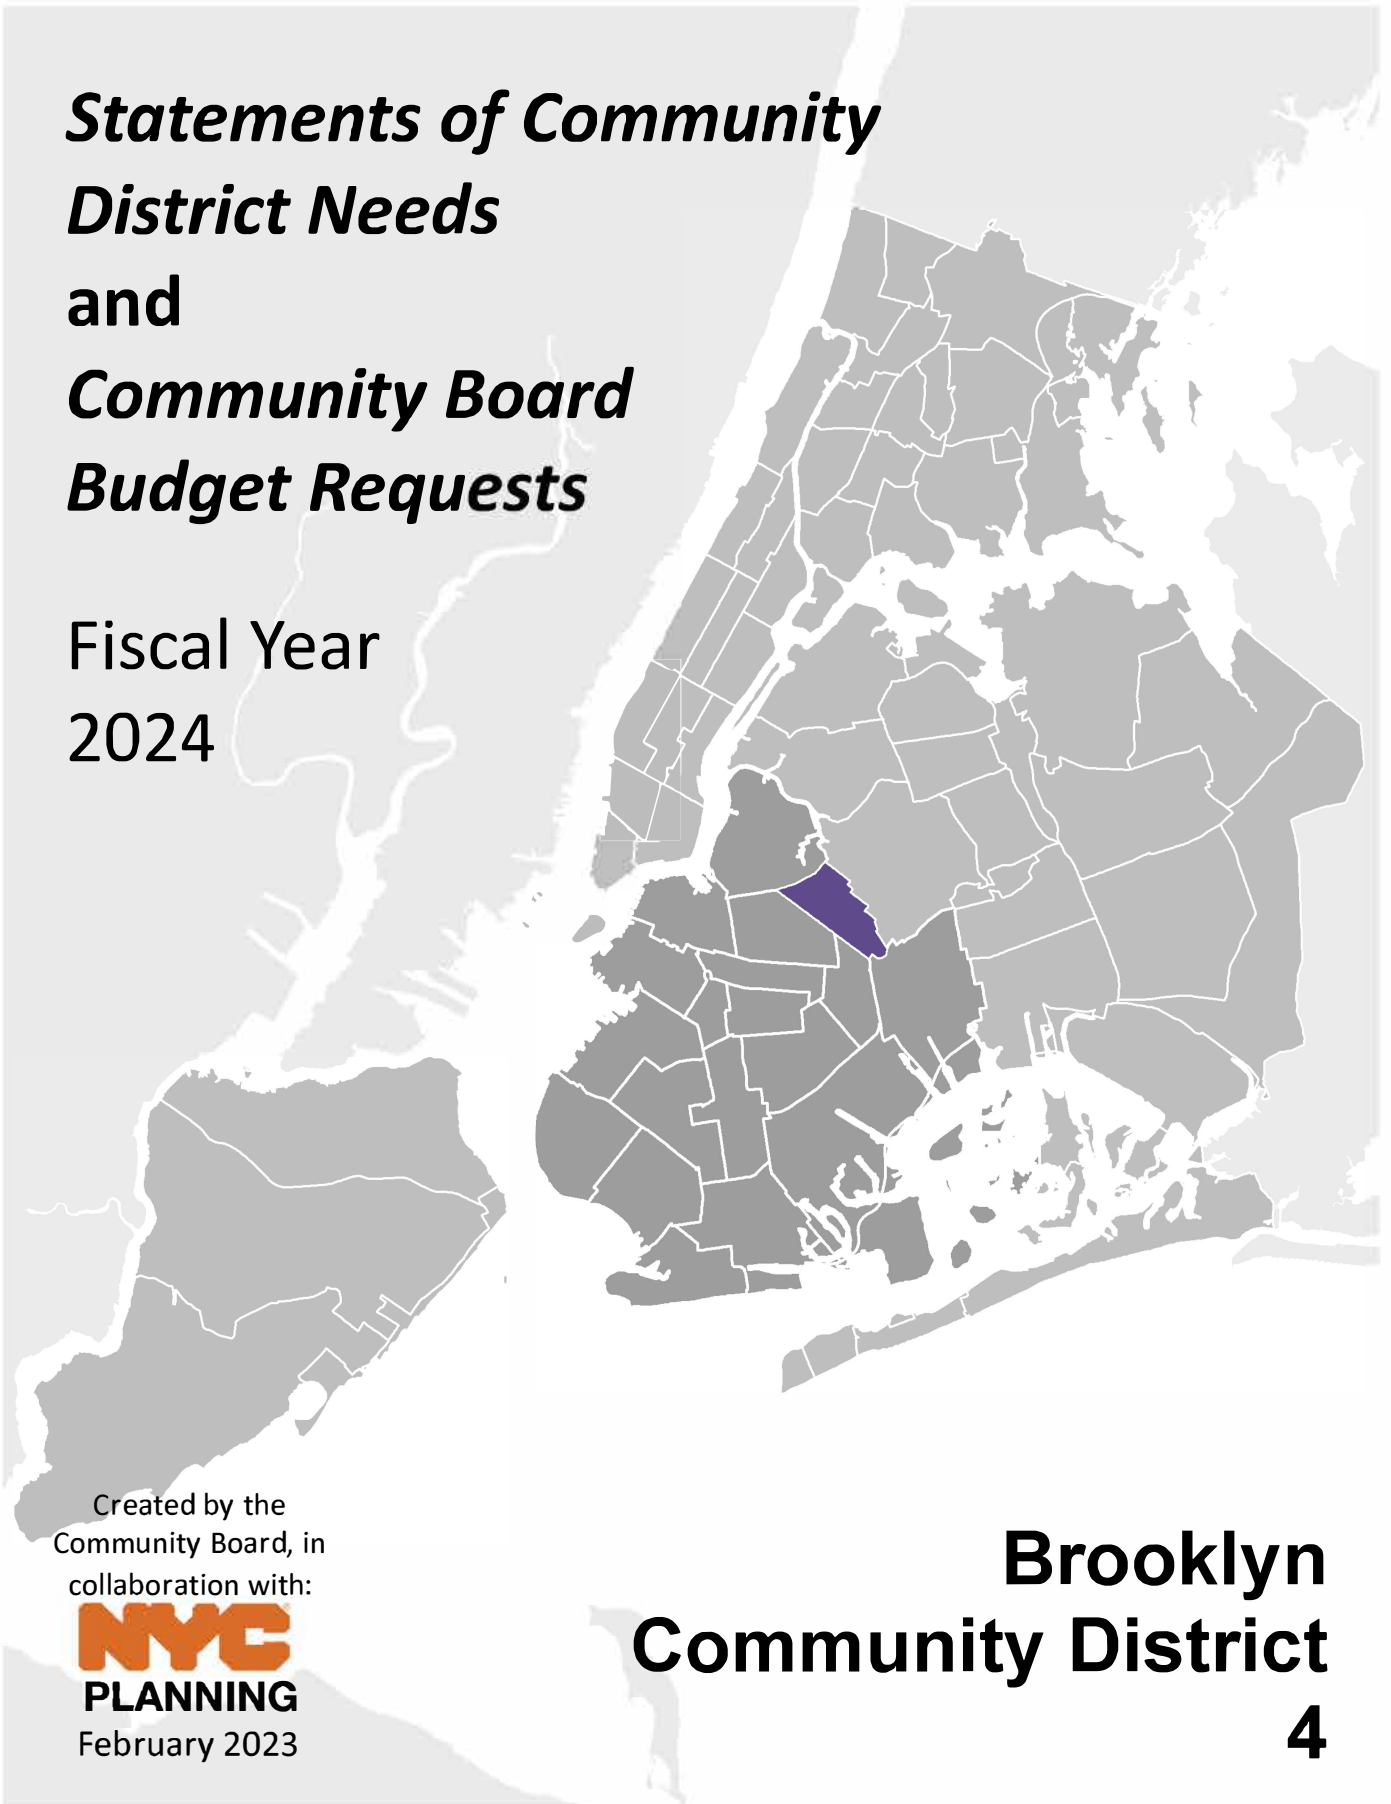 Statements of Community
District Needs
and
Community Board
Budget Requests
Fiscal Year
2024
Created by the
Community Board, in
collaboration with:
NYC
PLANNING
February 2023
Brooklyn
Community District
4